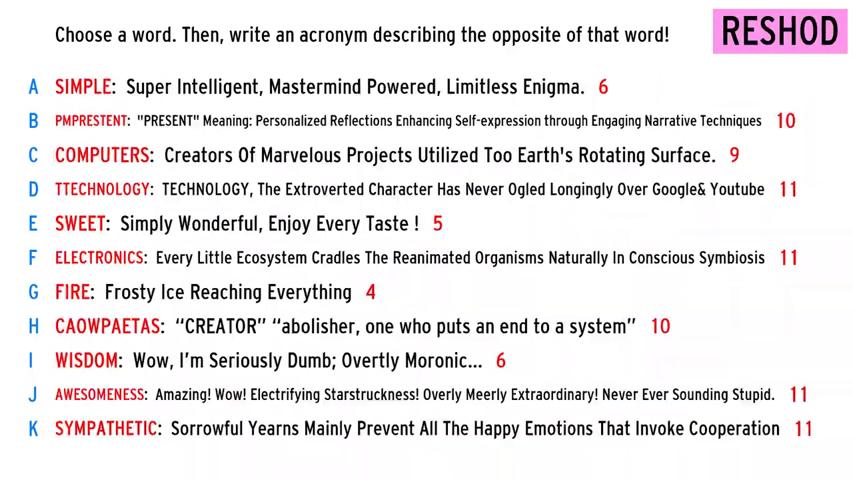 Choose a word. Then, write an acronym describing the opposite of that word!
RESHOD
A SIMPLE: Super Intelligent, Mastermind Powered, Limitless Enigma. 6
B PMPRESTENT: "PRESENT" Meaning: Personalized Reflections Enhancing Self-expression through Engaging Narrative Techniques 10
C COMPUTERS: Creators Of Marvelous Projects Utilized Too Earth's Rotating Surface. 9
D TTECHNOLOGY: TECHNOLOGY, The Extroverted Character Has Never Ogled Longingly Over Google& Youtube 11
E SWEET: Simply Wonderful, Enjoy Every Taste ! 5
F ELECTRONICS: Every Little Ecosystem Cradles The Reanimated Organisms Naturally In Conscious Symbiosis 11
G FIRE: Frosty Ice Reaching Everything 4
H CAOWPAETAS: “CREATOR” “abolisher, one who puts an end to a system” 10
I WISDOM: Wow, I'm Seriously Dumb; Overtly Moronic... 6
J AWESOMENESS: Amazing! Wow! Electrifying Starstruckness! Overly Meerly Extraordinary! Never Ever Sounding Stupid. 11
K SYMPATHETIC: Sorrowful Yearns Mainly Prevent All The Happy Emotions That Invoke Cooperation 11